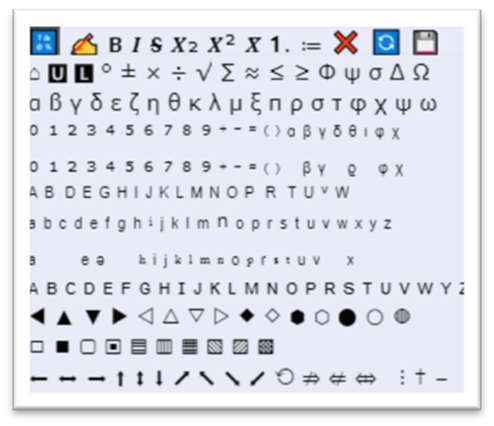 B I S X₂ X² X 1. :=
⌂ U L ° ± × ÷ √ Σ ≈ ≤ ≥ Φ ψ σ Δ Ω
α β γ δ ε ζ η θ κ λ μ ξ π ρ σ τ φ χ ψ ω
0 1 2 3 4 5 6 7 8 9 + − = ( ) α β γ δ θ ι φ χ
0 1 2 3 4 5 6 7 8 9 + − = ( ) β γ ϱ φ χ
A B D E G H I J K L M N O P R T U V W
a b c d e f g h i j k l m n o p r s t u v w x y z
a e ə h i j k l m n o p r s t u v x
A B C D E F G H I J K L M N O P R S T U V W Y Z
◀ ▲ ▼ ▶ ◁ △ ▽ ▷ ◆ ◇ ⬢ ⬡ ● ○ ◍
□ ■ ▢ ▣ ▤ ▥ ▦ ▧ ▨ ▩
← ↔ → ↑ ↕ ↓ ↗ ↖ ↘ ↙ ↺ ⇏ ⇍ ⇎ ⋮ † −